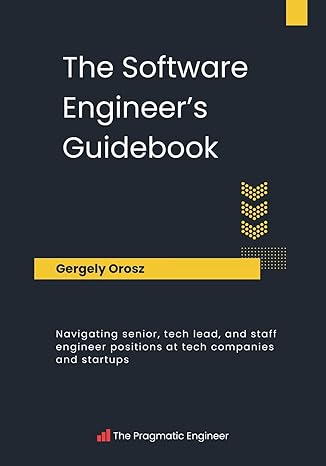 The Software
Engineer's
Guidebook
Gergely Orosz
Navigating senior, tech lead, and staff
engineer positions at tech companies
and startups
The Pragmatic Engineer